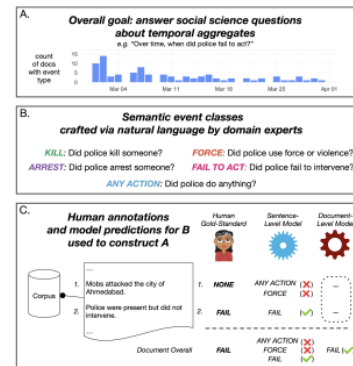 A.
Overall goal: answer social science questions
about temporal aggregates
e.g. "Over time, when did police fail to act?"
count
of docs
with event
type
15
10
5
0
Mar 04
Mar 11
Mar 18
Mar 25
Apr 01
B.
Semantic event classes
crafted via natural language by domain experts
KILL: Did police kill someone?
FORCE: Did police use force or violence?
ARREST: Did police arrest someone?
FAIL TO ACT: Did police fail to intervene?
ANY ACTION: Did police do anything?
C.
Human annotations
and model predictions for B
used to construct A
Human
Gold-Standard
Sentence-
Level Model
Document-
Level Model
Corpus
...
1. Mobs attacked the city of
Ahmedabad.
2. Police were present but did not
intervene.
...
1. NONE
ANY ACTION (X)
FORCE (X)
–
2. FAIL
FAIL (✓)
–
Document Overall
FAIL
ANY ACTION (X)
FORCE (X)
FAIL (✓)
FAIL (✓)